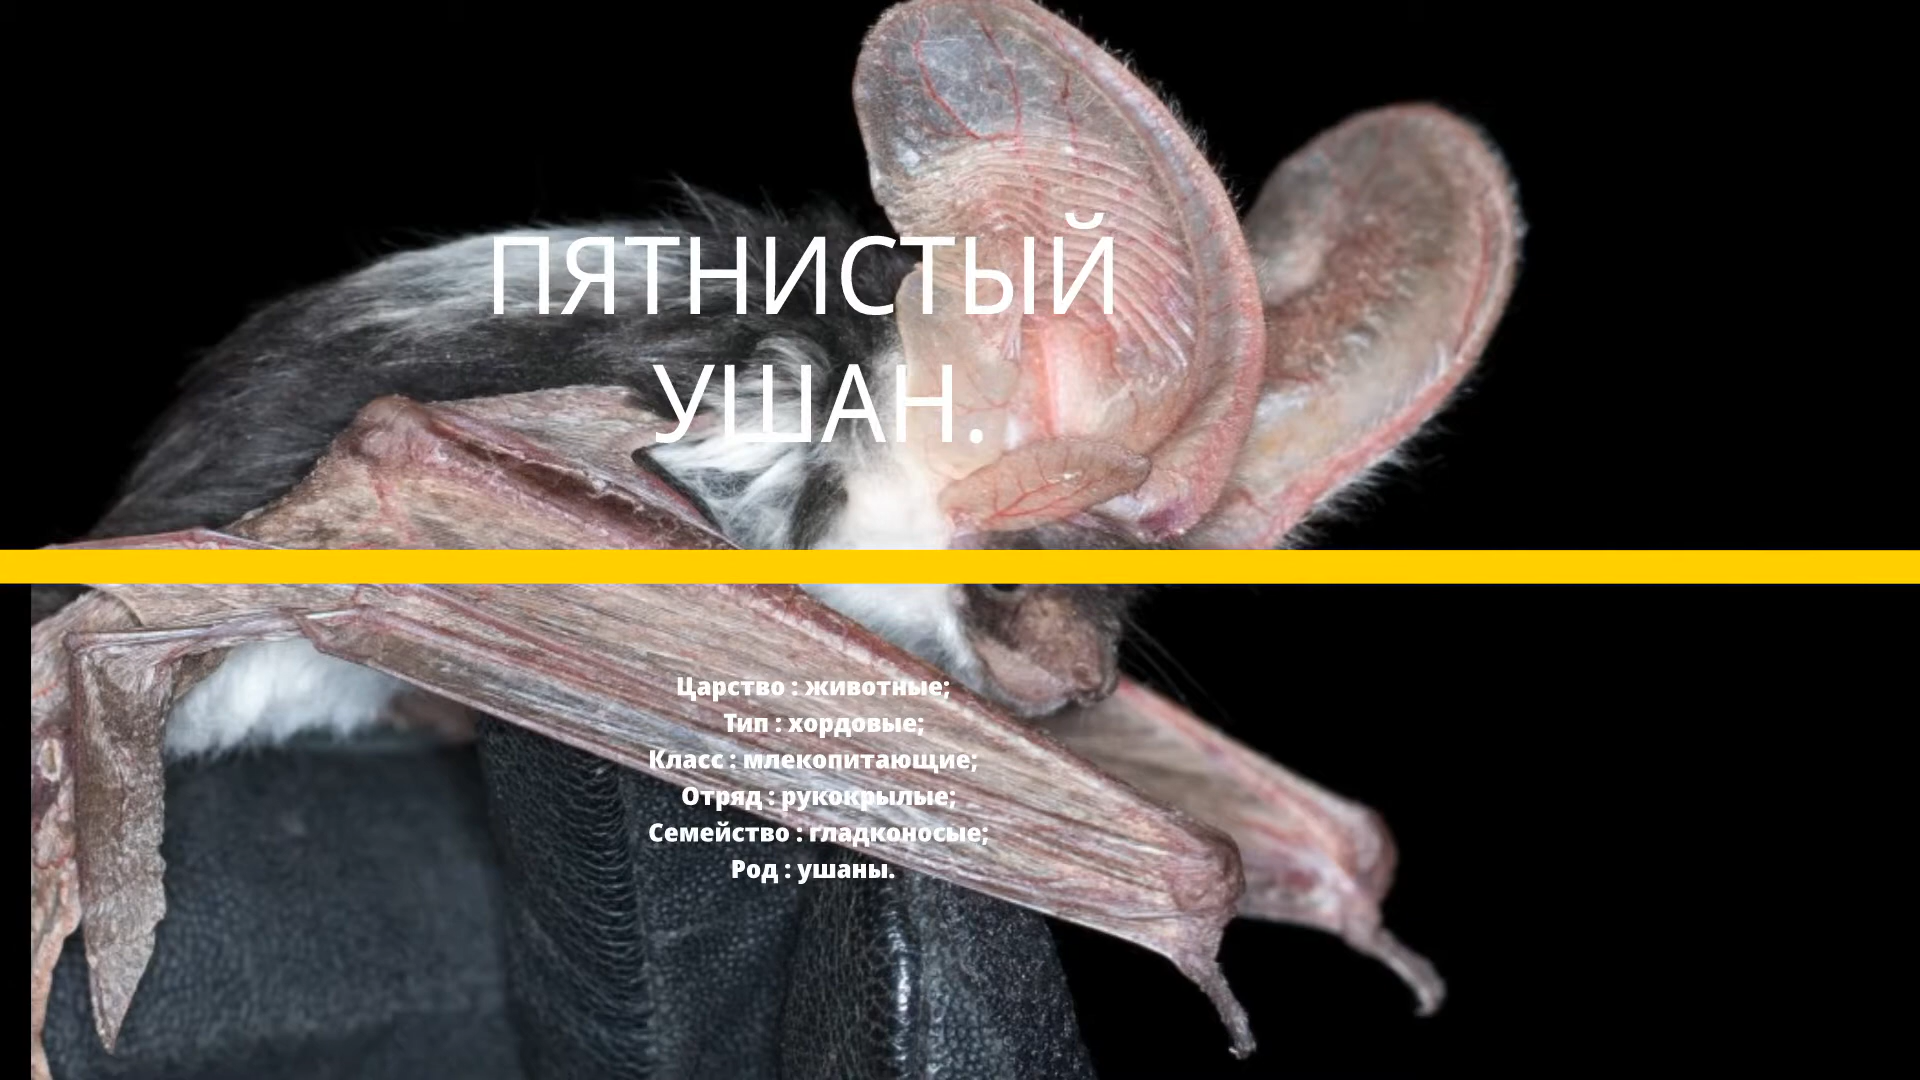 ПЯТНИСТЫЙ
УШАН.
Царство : животные;
Тип : хордовые;
Класс : млекопитающие;
Отряд : рукокрылые;
Семейство : гладконосые;
Род : ушаны.